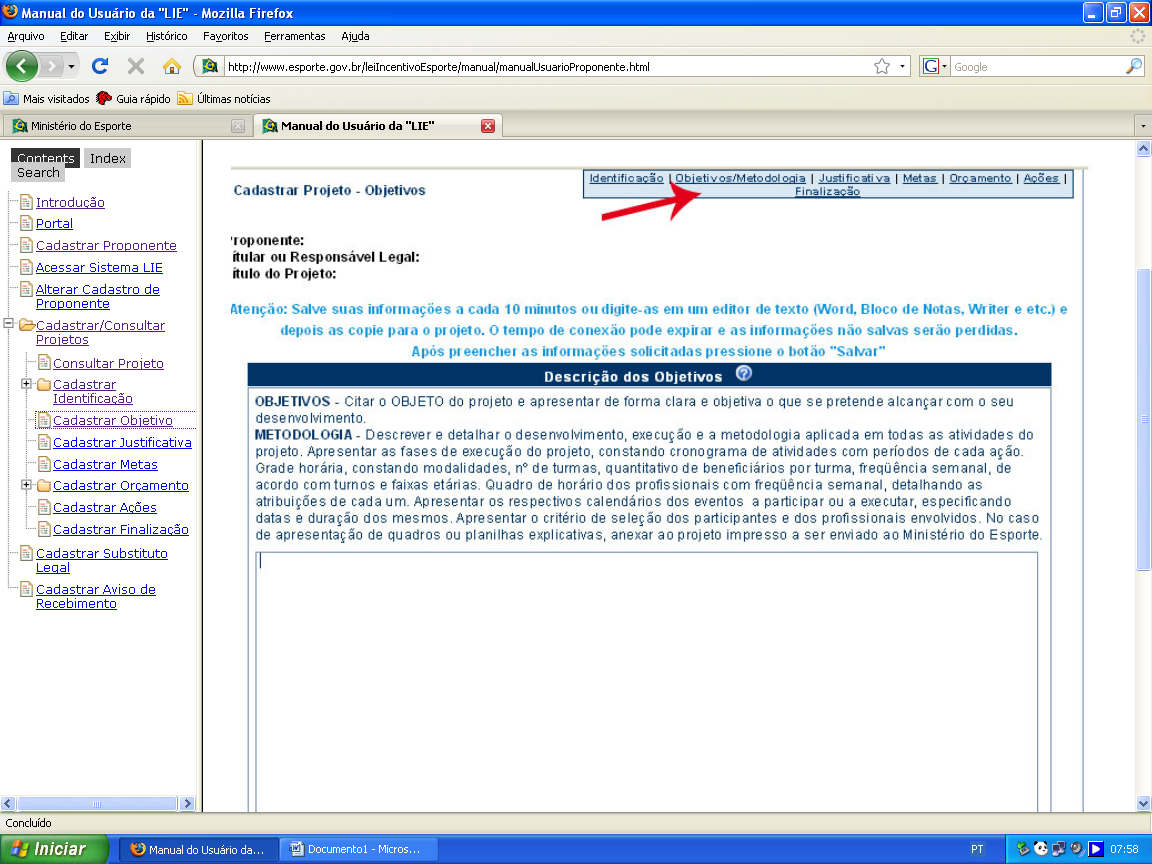 Manual do Usuário da "LIE" - Mozilla Firefox
Arquivo Editar Exibir Histórico Favoritos Ferramentas Ajuda
http://www.esporte.gov.br/leiIncentivoEsporte/manual/manualUsuarioProponente.html
G Google
Mais visitados Guia rápido Últimas notícias
Ministério do Esporte
Manual do Usuário da "LIE"
Contents Index
Search
Introdução
Portal
Cadastrar Proponente
Acessar Sistema LIE
Alterar Cadastro de
Proponente
Cadastrar/Consultar
Projetos
Consultar Projeto
Cadastrar
Identificação
Cadastrar Objetivo
Cadastrar Justificativa
Cadastrar Metas
Cadastrar Orçamento
Cadastrar Ações
Cadastrar Finalização
Cadastrar Substituto
Legal
Cadastrar Aviso de
Recebimento
Cadastrar Projeto - Objetivos
Identificação | Objetivos/Metodologia | Justificativa | Metas | Orçamento | Ações |
Finalização
roponente:
ítular ou Responsável Legal:
ítulo do Projeto:
Atenção: Salve suas informações a cada 10 minutos ou digite-as em um editor de texto (Word, Bloco de Notas, Writer e etc.) e
depois as copie para o projeto. O tempo de conexão pode expirar e as informações não salvas serão perdidas.
Após preencher as informações solicitadas pressione o botão "Salvar"
Descrição dos Objetivos ?
OBJETIVOS - Citar o OBJETO do projeto e apresentar de forma clara e objetiva o que se pretende alcançar com o seu
desenvolvimento.
METODOLOGIA - Descrever e detalhar o desenvolvimento, execução e a metodologia aplicada em todas as atividades do
projeto. Apresentar as fases de execução do projeto, constando cronograma de atividades com períodos de cada ação.
Grade horária, constando modalidades, nº de turmas, quantitativo de beneficiários por turma, freqüência semanal, de
acordo com turnos e faixas etárias. Quadro de horário dos profissionais com freqüência semanal, detalhando as
atribuições de cada um. Apresentar os respectivos calendários dos eventos a participar ou a executar, especificando
datas e duração dos mesmos. Apresentar o critério de seleção dos participantes e dos profissionais envolvidos. No caso
de apresentação de quadros ou planilhas explicativas, anexar ao projeto impresso a ser enviado ao Ministério do Esporte.
Concluído
Iniciar
Manual do Usuário da...
Documento1 - Micros...
PT
07:58